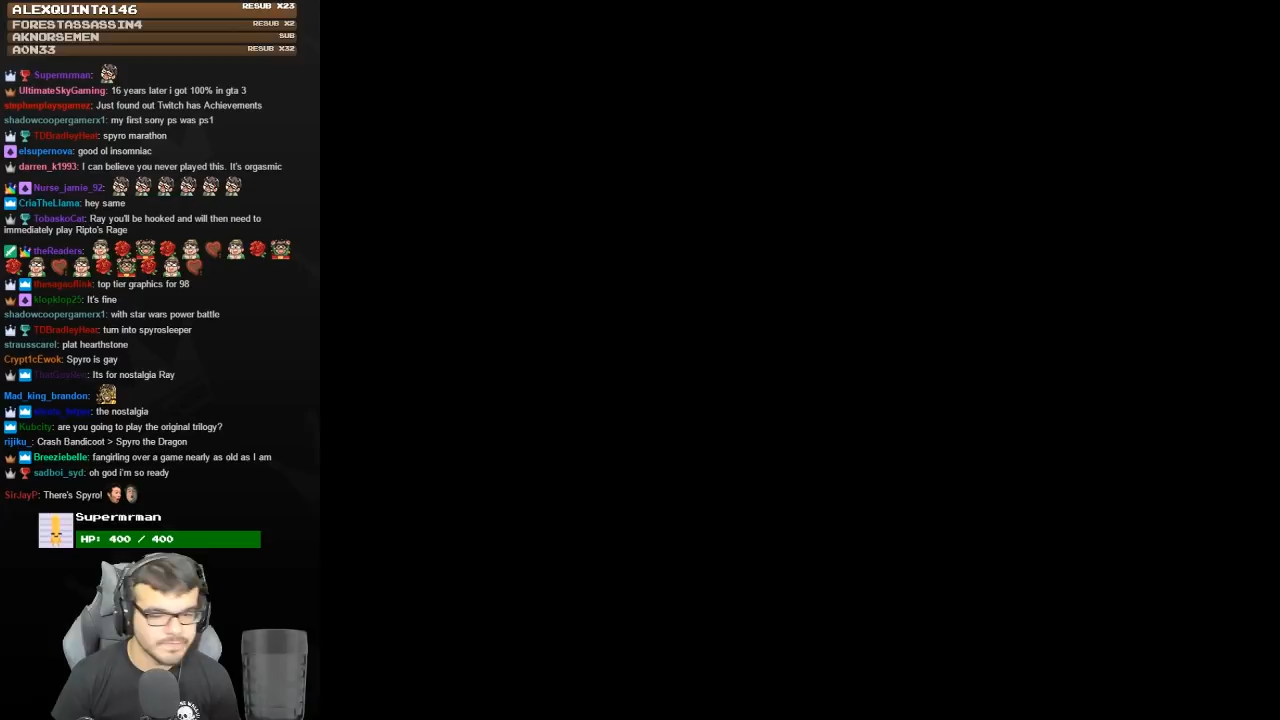 ALEXQUINTA146 RESUB X23
FORESTASSASSIN4 RESUB X2
AKNORSEMEN SUB
AON33 RESUB X32
Supermrman:
UltimateSkyGaming: 16 years later i got 100% in gta 3
stephenplaysgamez: Just found out Twitch has Achievements
shadowcoopergamerx1: my first sony ps was ps1
TDBradleyHeat: spyro marathon
elsupernova: good ol insomniac
darren_k1993: I can believe you never played this. It's orgasmic
Nurse_jamie_92:
CriaTheLlama: hey same
TobaskoCat: Ray you'll be hooked and will then need to
immediately play Ripto's Rage
theReaders:
top tier graphics for 98
klopklop25: It's fine
shadowcoopergamerx1: with star wars power battle
TDBradleyHeat: turn into spyrosleeper
strausscarel: plat hearthstone
Crypt1cEwok: Spyro is gay
Its for nostalgia Ray
Mad_king_brandon:
the nostalgia
Kubcity: are you going to play the original trilogy?
rijiku_: Crash Bandicoot > Spyro the Dragon
Breeziebelle: fangirling over a game nearly as old as I am
sadboi_syd: oh god i'm so ready
SirJayP: There's Spyro!
Supermrman
HP: 400 / 400